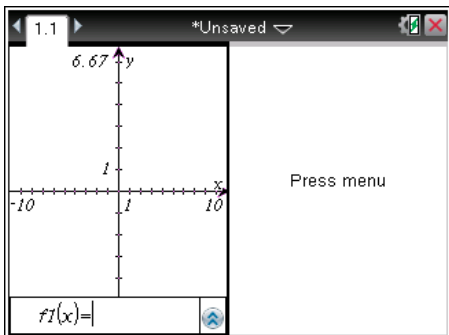 1.1
*Unsaved
6.67
y
1
x
-10
1
10
Press menu
f1(x)=